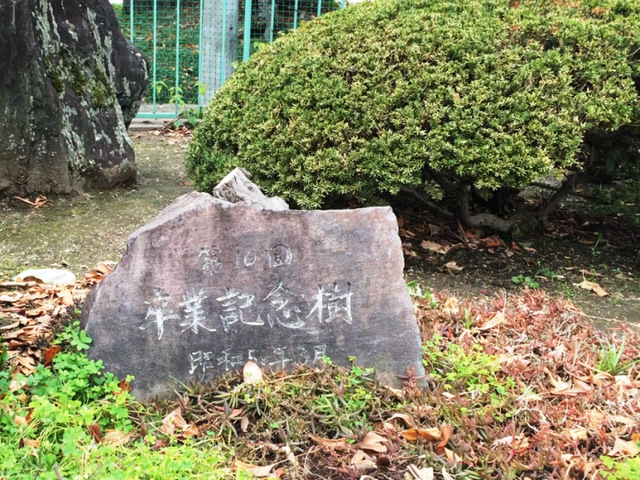 第10回
卒業記念樹
昭和5 年3月